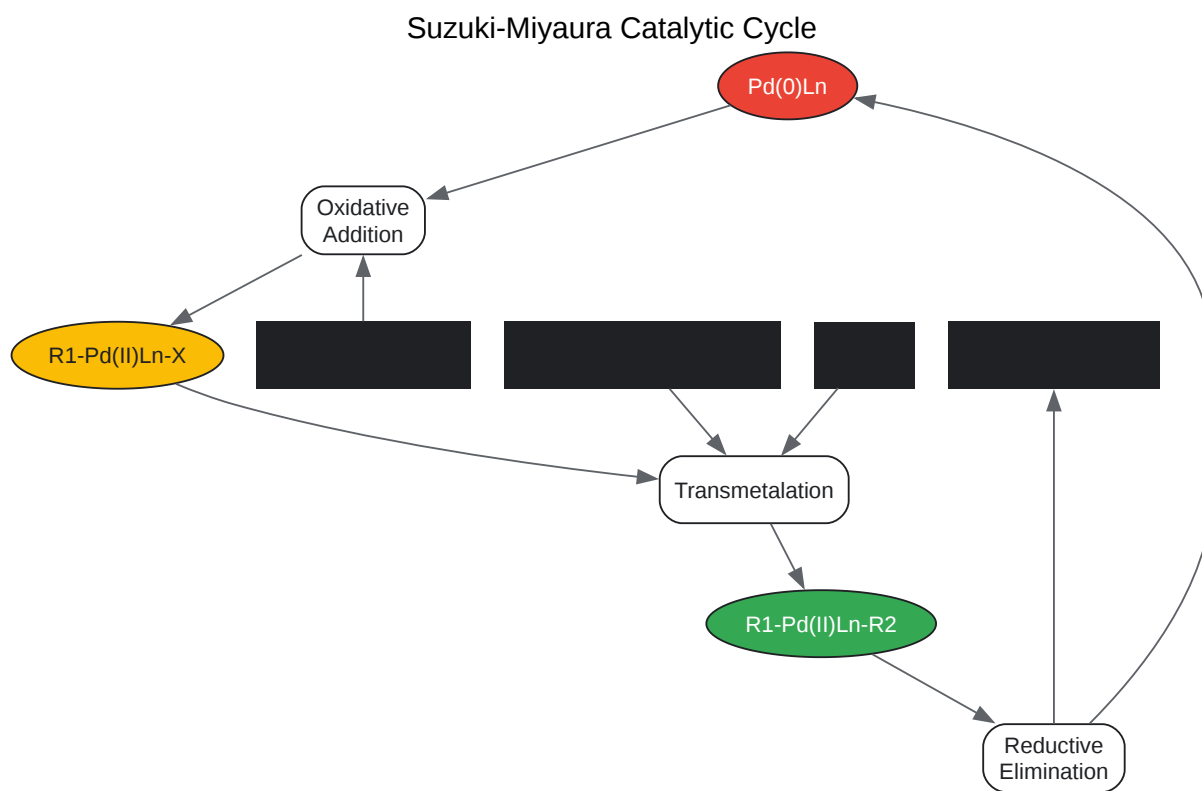 Suzuki-Miyaura Catalytic Cycle
Pd(0)Ln
Oxidative
Addition
R1-Pd(II)Ln-X
Transmetalation
R1-Pd(II)Ln-R2
Reductive
Elimination